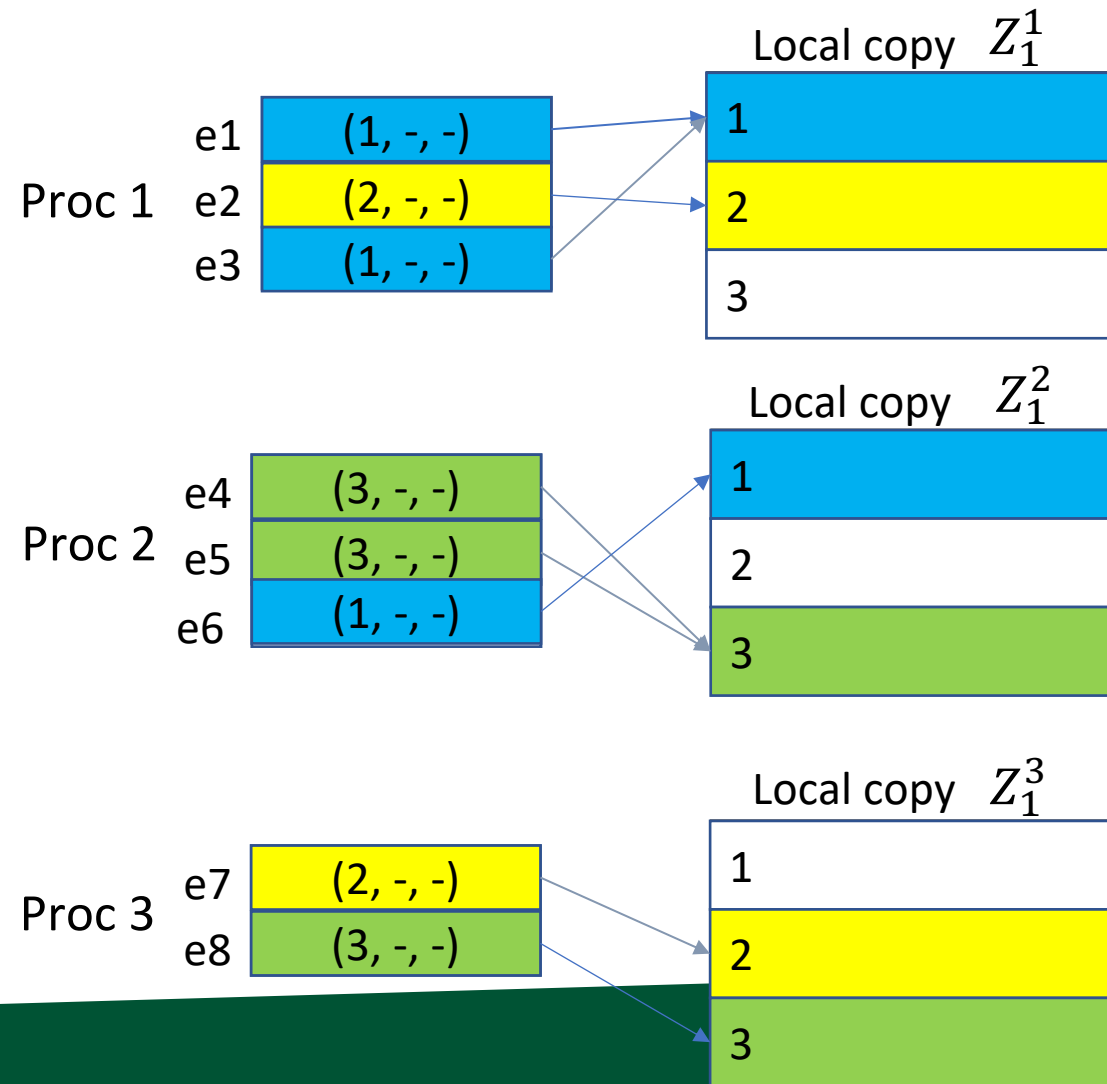 Local copy Z_1^1
e1 (1, -, -) 1
Proc 1 e2 (2, -, -) 2
e3 (1, -, -) 3
Local copy Z_1^2
e4 (3, -, -) 1
Proc 2 e5 (3, -, -) 2
e6 (1, -, -) 3
Local copy Z_1^3
e7 (2, -, -) 1
Proc 3 e8 (3, -, -) 2
3